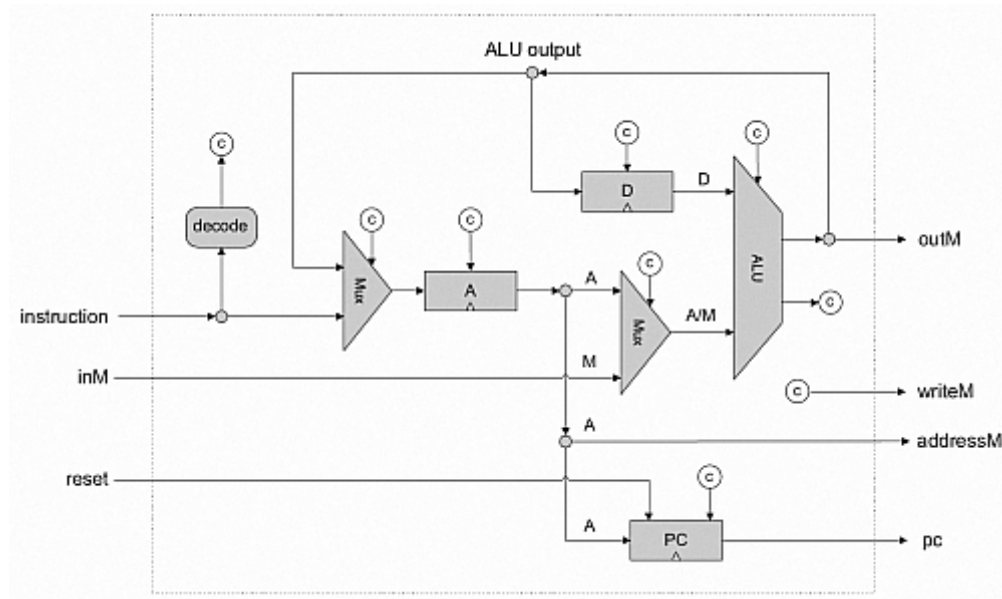 ALU output
c
c
c
D
D
decode
c
c
c
Mux
A
A
Mux
A/M
ALU
outM
c
instruction
inM
M
c
writeM
A
addressM
reset
c
A
PC
pc